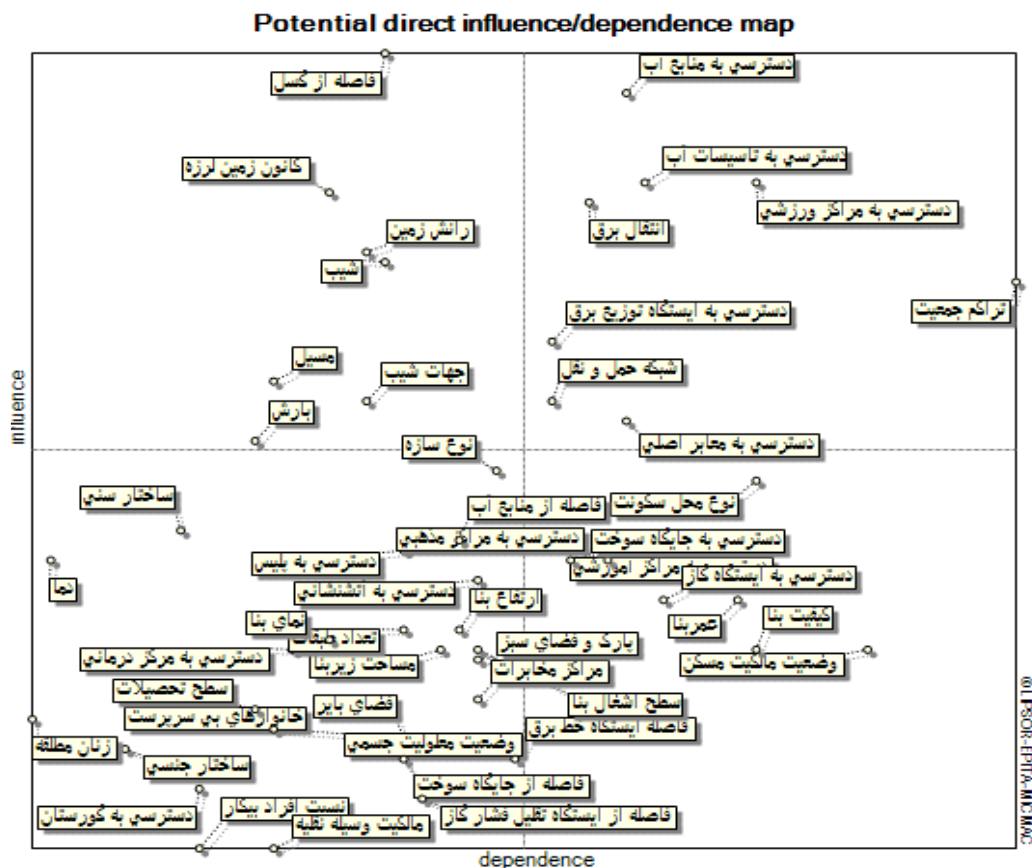 Potential direct influence/dependence map
دسترسي به منابع آب
فاصله از گسل
دسترسي به تاسيسات آب
كانون زمين لرزه
دسترسي به مراكز ورزشي
انتقال برق
رانش زمين
شيب
تراكم جمعيت
دسترسي به ايستگاه توزيع برق
مسيل
جهات شيب
شبكه حمل و نقل
بارش
نوع سازه
دسترسي به معابر اصلي
influence
ساختار سني
فاصله از منابع آب
نوع محل سكونت
دسترسي به مراكز مذهبي
دسترسي به جايگاه سوخت
دسترسي به پليس
به مراكز آموزشي
دما
دسترسي به آتشنشاني
دسترسي به ايستگاه گاز
ارتفاع بنا
نماي بنا
عمربنا
كيفيت بنا
تعداد طبقات
پارک و فضاي سبز
دسترسي به مركز درماني
مساحت زيربنا
مراكز مخابرات
وضعيت مالكيت مسكن
سطح تحصيلات
فضاي باير
سطح اشغال بنا
خانوارهاي بي سرپرست
فاصله ايستگاه خط برق
زنان مطلقه
وضعيت معلوليت جسمي
ساختار جنسي
فاصله از جايگاه سوخت
دسترسي به گورستان
نسبت افراد بيكار
مالكيت وسيله نقليه
فاصله از ايستگاه تقليل فشار گاز
dependence
© LIPSOR-EPITA-MICMAC